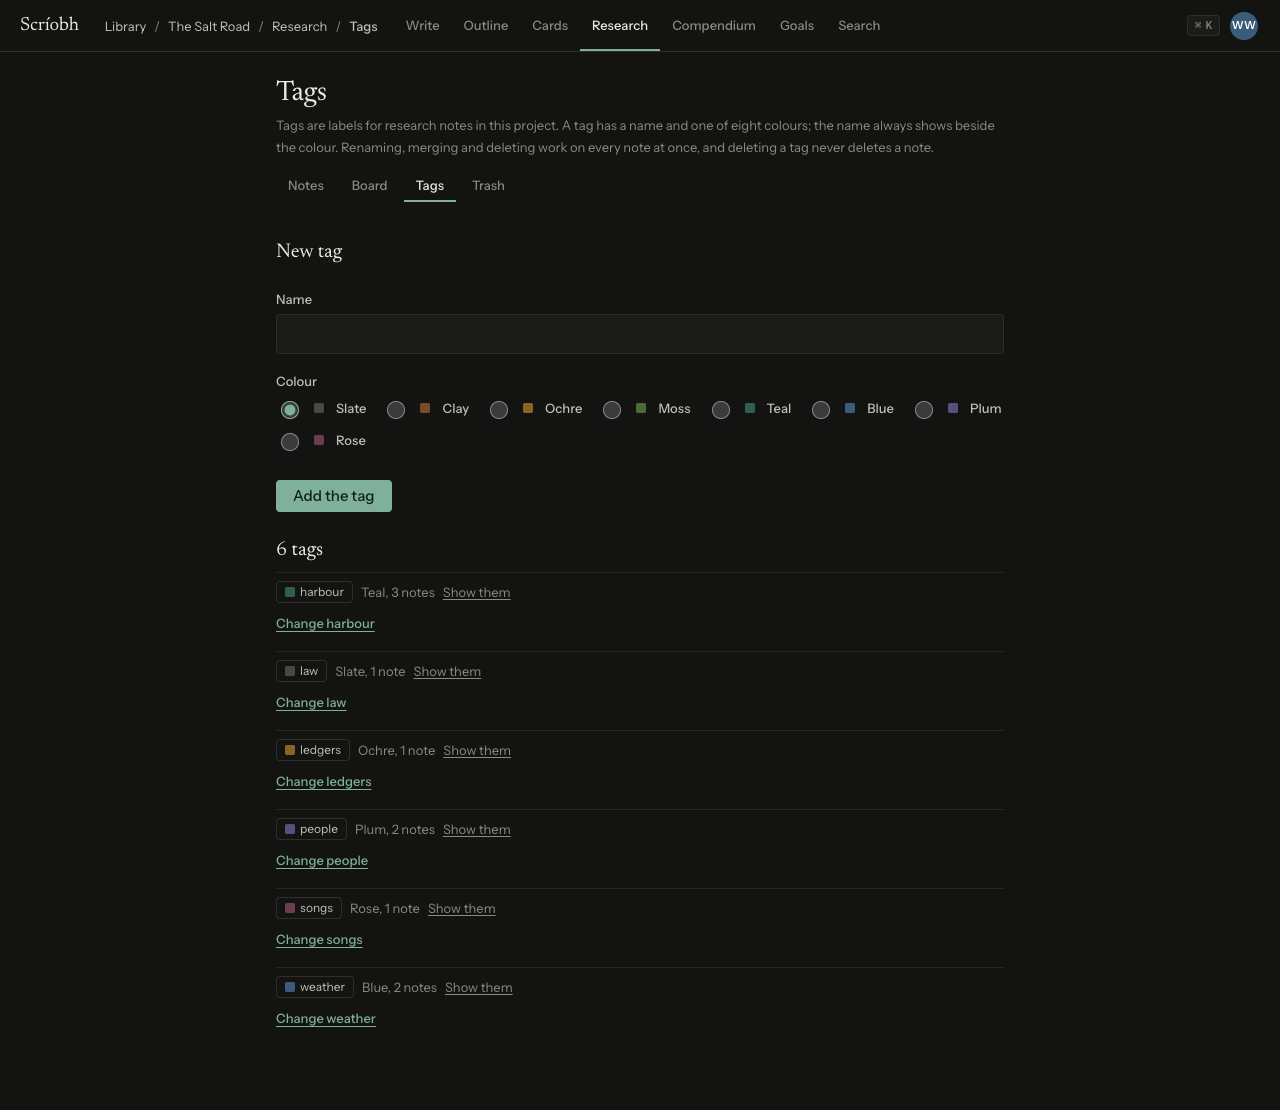 Scríobh
Library / The Salt Road / Research / Tags
Write Outline Cards Research Compendium Goals Search
⌘ K
WW
Tags
Tags are labels for research notes in this project. A tag has a name and one of eight colours; the name always shows beside
the colour. Renaming, merging and deleting work on every note at once, and deleting a tag never deletes a note.
Notes Board Tags Trash
New tag
Name
Colour
Slate Clay Ochre Moss Teal Blue Plum
Rose
Add the tag
6 tags
harbour Teal, 3 notes Show them
Change harbour
law Slate, 1 note Show them
Change law
ledgers Ochre, 1 note Show them
Change ledgers
people Plum, 2 notes Show them
Change people
songs Rose, 1 note Show them
Change songs
weather Blue, 2 notes Show them
Change weather